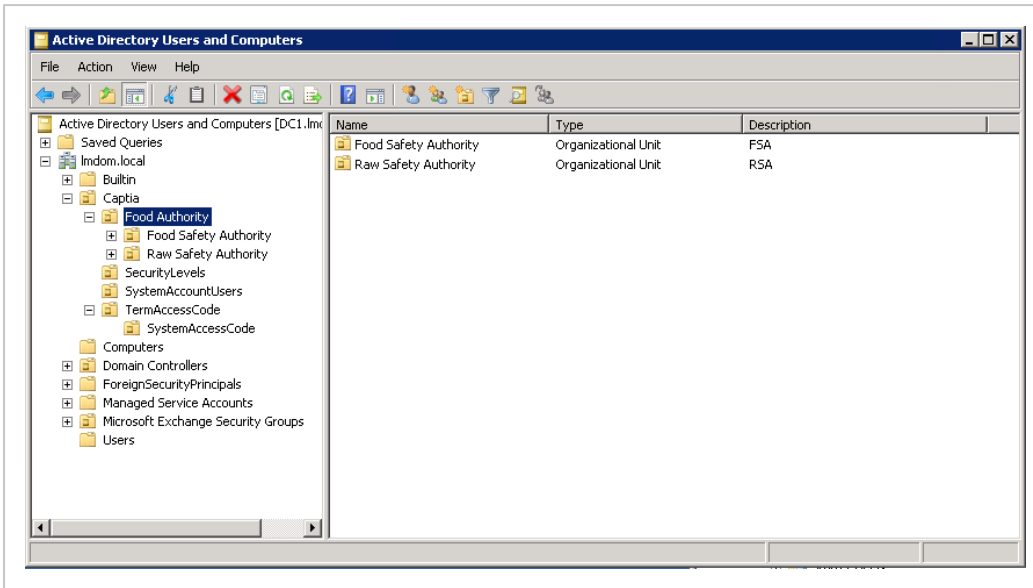 Active Directory Users and Computers
File Action View Help
Active Directory Users and Computers [DC1.lmd
Saved Queries
lmdom.local
Builtin
Captia
Food Authority
Food Safety Authority
Raw Safety Authority
SecurityLevels
SystemAccountUsers
TermAccessCode
SystemAccessCode
Computers
Domain Controllers
ForeignSecurityPrincipals
Managed Service Accounts
Microsoft Exchange Security Groups
Users
Name Type Description
Food Safety Authority Organizational Unit FSA
Raw Safety Authority Organizational Unit RSA